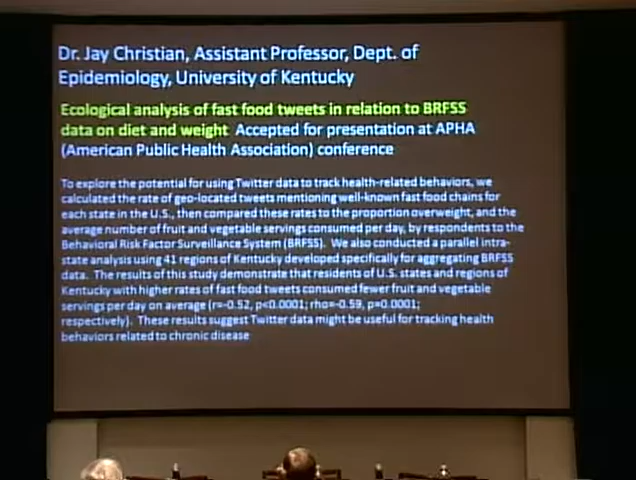 Dr. Jay Christian, Assistant Professor, Dept. of
Epidemiology, University of Kentucky
Ecological analysis of fast food tweets in relation to BRFSS
data on diet and weight Accepted for presentation at APHA
(American Public Health Association) conference
To explore the potential for using Twitter data to track health-related behaviors, we
calculated the rate of geo-located tweets mentioning well-known fast food chains for
each state in the U.S., then compared these rates to the proportion overweight, and the
average number of fruit and vegetable servings consumed per day, by respondents to the
Behavioral Risk Factor Surveillance System (BRFSS). We also conducted a parallel intra-
state analysis using 41 regions of Kentucky developed specifically for aggregating BRFSS
data. The results of this study demonstrate that residents of U.S. states and regions of
Kentucky with higher rates of fast food tweets consumed fewer fruit and vegetable
servings per day on average (r=-0.52, p<0.0001; rho=-0.59, p=0.0001;
respectively). These results suggest Twitter data might be useful for tracking health
behaviors related to chronic disease